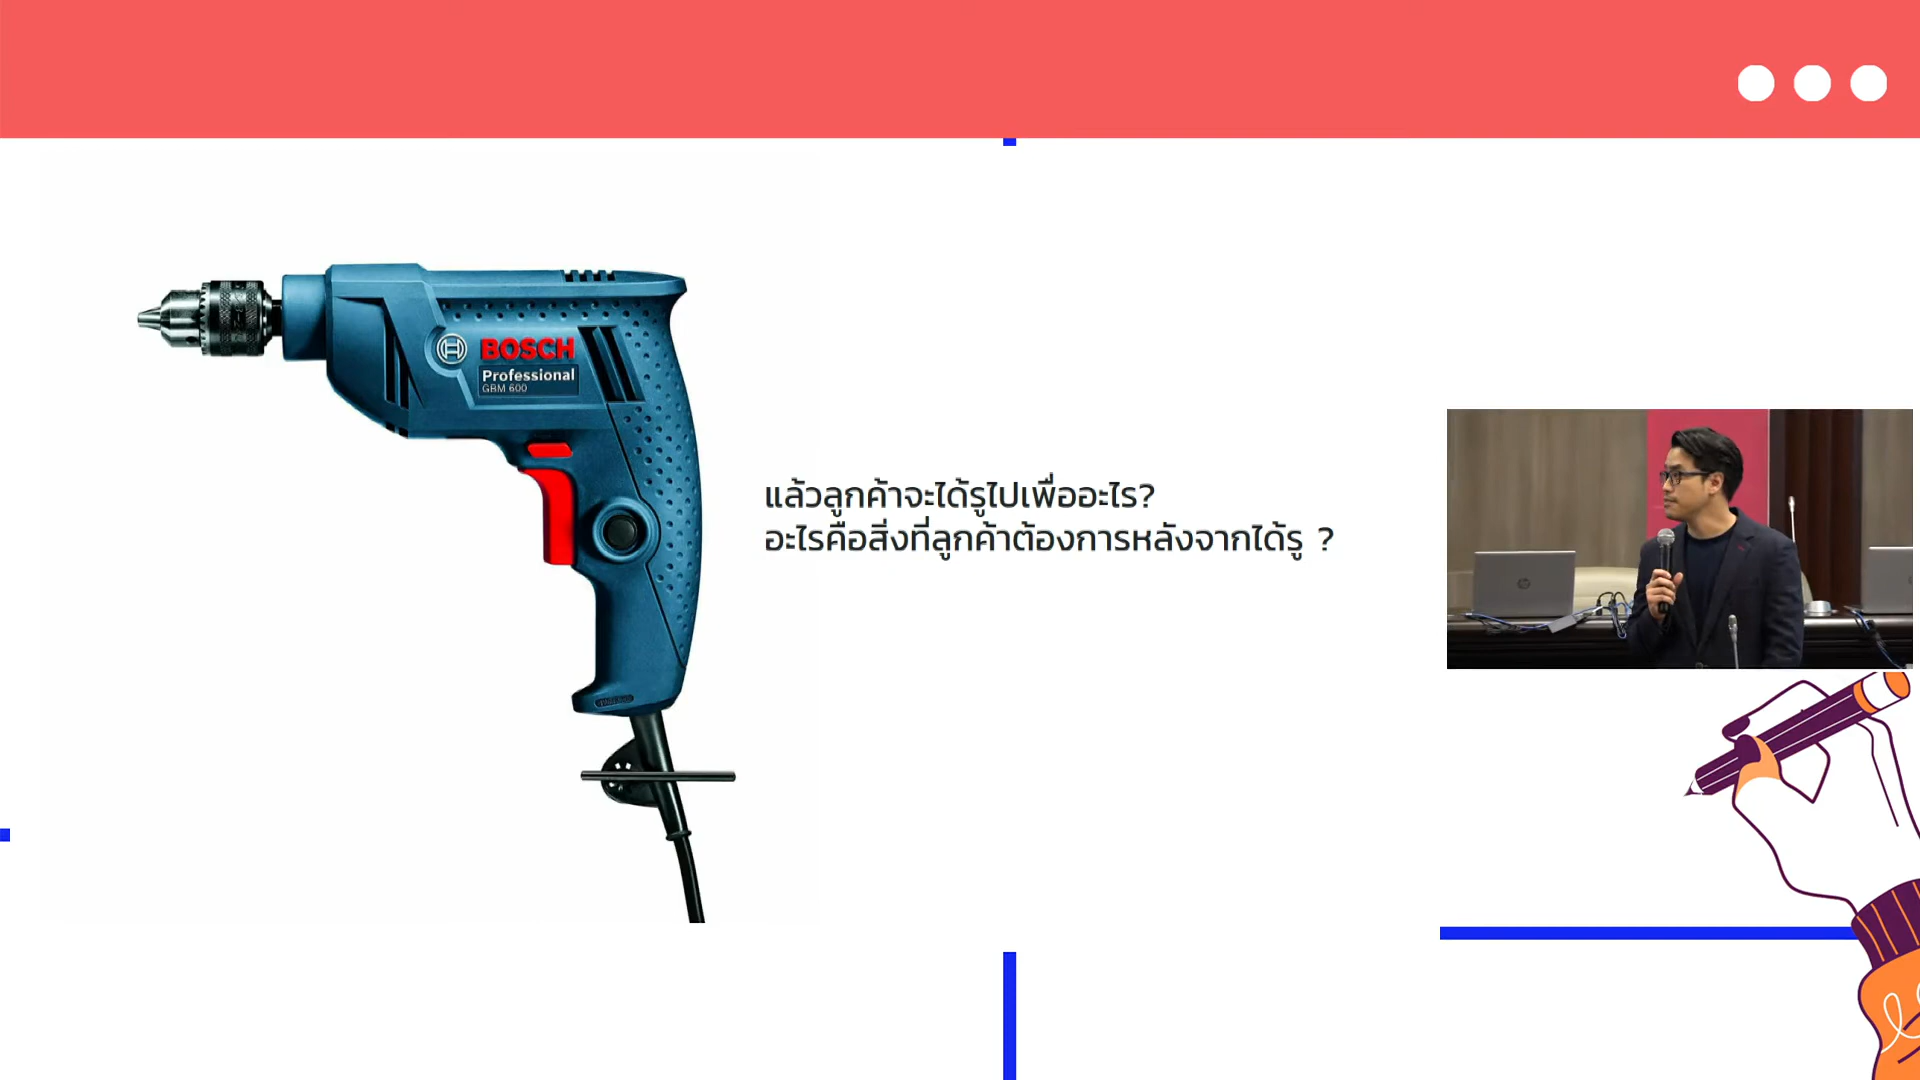 BOSCH
Professional
GBM 600
แล้วลูกค้าจะได้รูไปเพื่ออะไร?
อะไรคือสิ่งที่ลูกค้าต้องการหลังจากได้รู ?